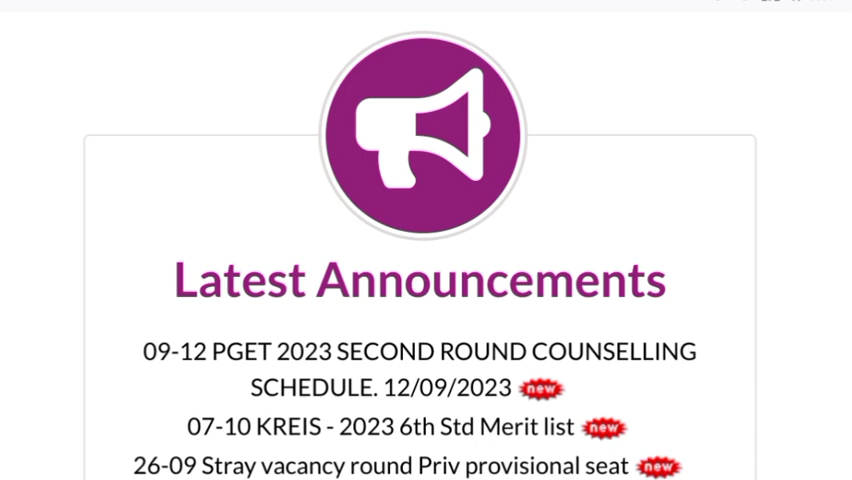 Latest Announcements
09-12 PGET 2023 SECOND ROUND COUNSELLING
SCHEDULE. 12/09/2023 new
07-10 KREIS - 2023 6th Std Merit list new
26-09 Stray vacancy round Priv provisional seat new